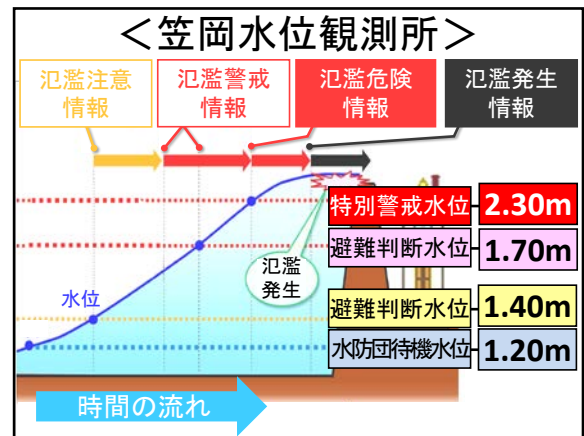 ＜笠岡水位観測所＞
氾濫注意
情報
氾濫警戒
情報
氾濫危険
情報
氾濫発生
情報
特別警戒水位
2.30m
避難判断水位
1.70m
氾濫
発生
水位
避難判断水位
1.40m
水防団待機水位
1.20m
時間の流れ